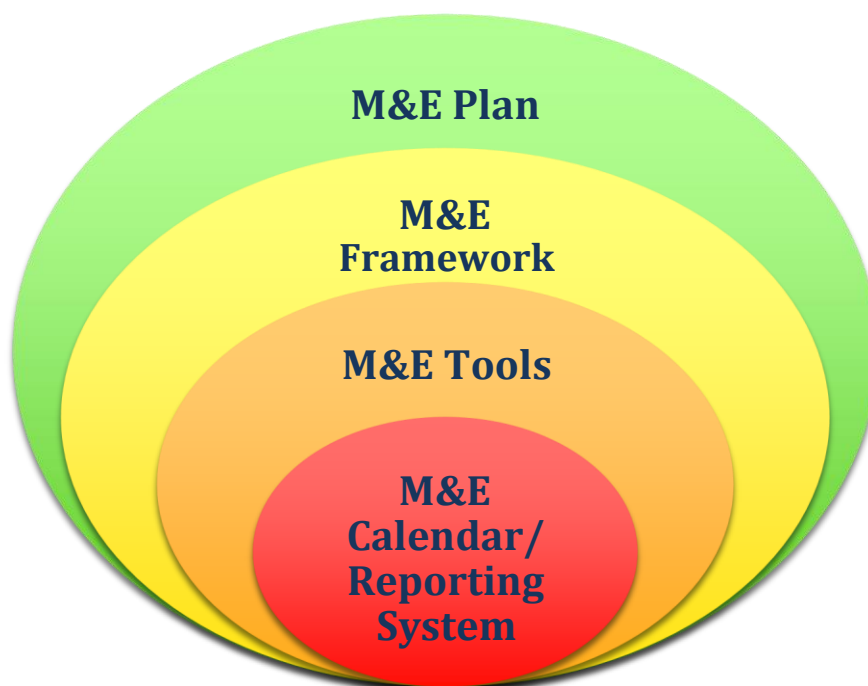 M&E Plan
M&E
Framework
M&E Tools
M&E
Calendar/
Reporting
System